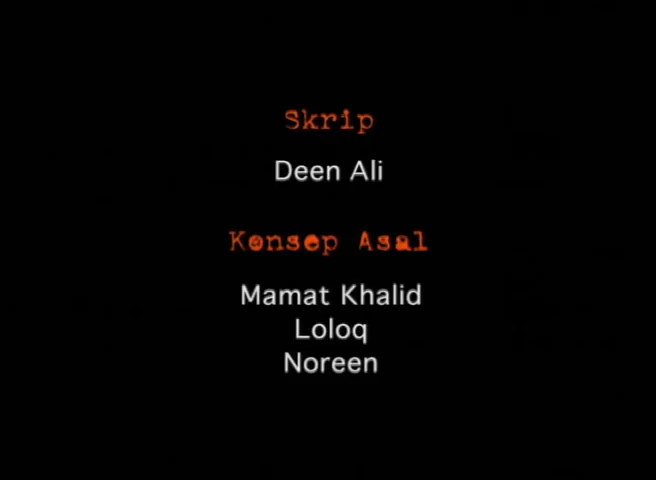 Skrip
Deen Ali
Konsep Asal
Mamat Khalid
Loloq
Noreen